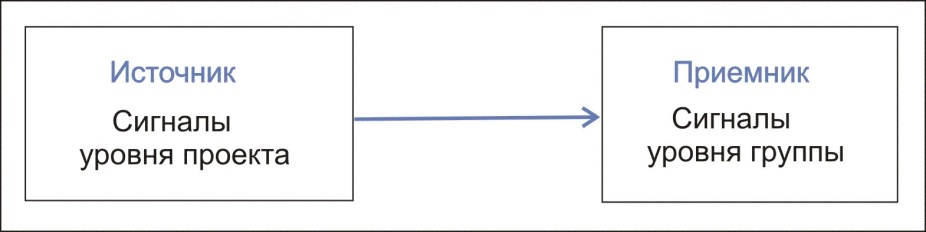 Источник
Сигналы
уровня проекта
Приемник
Сигналы
уровня группы